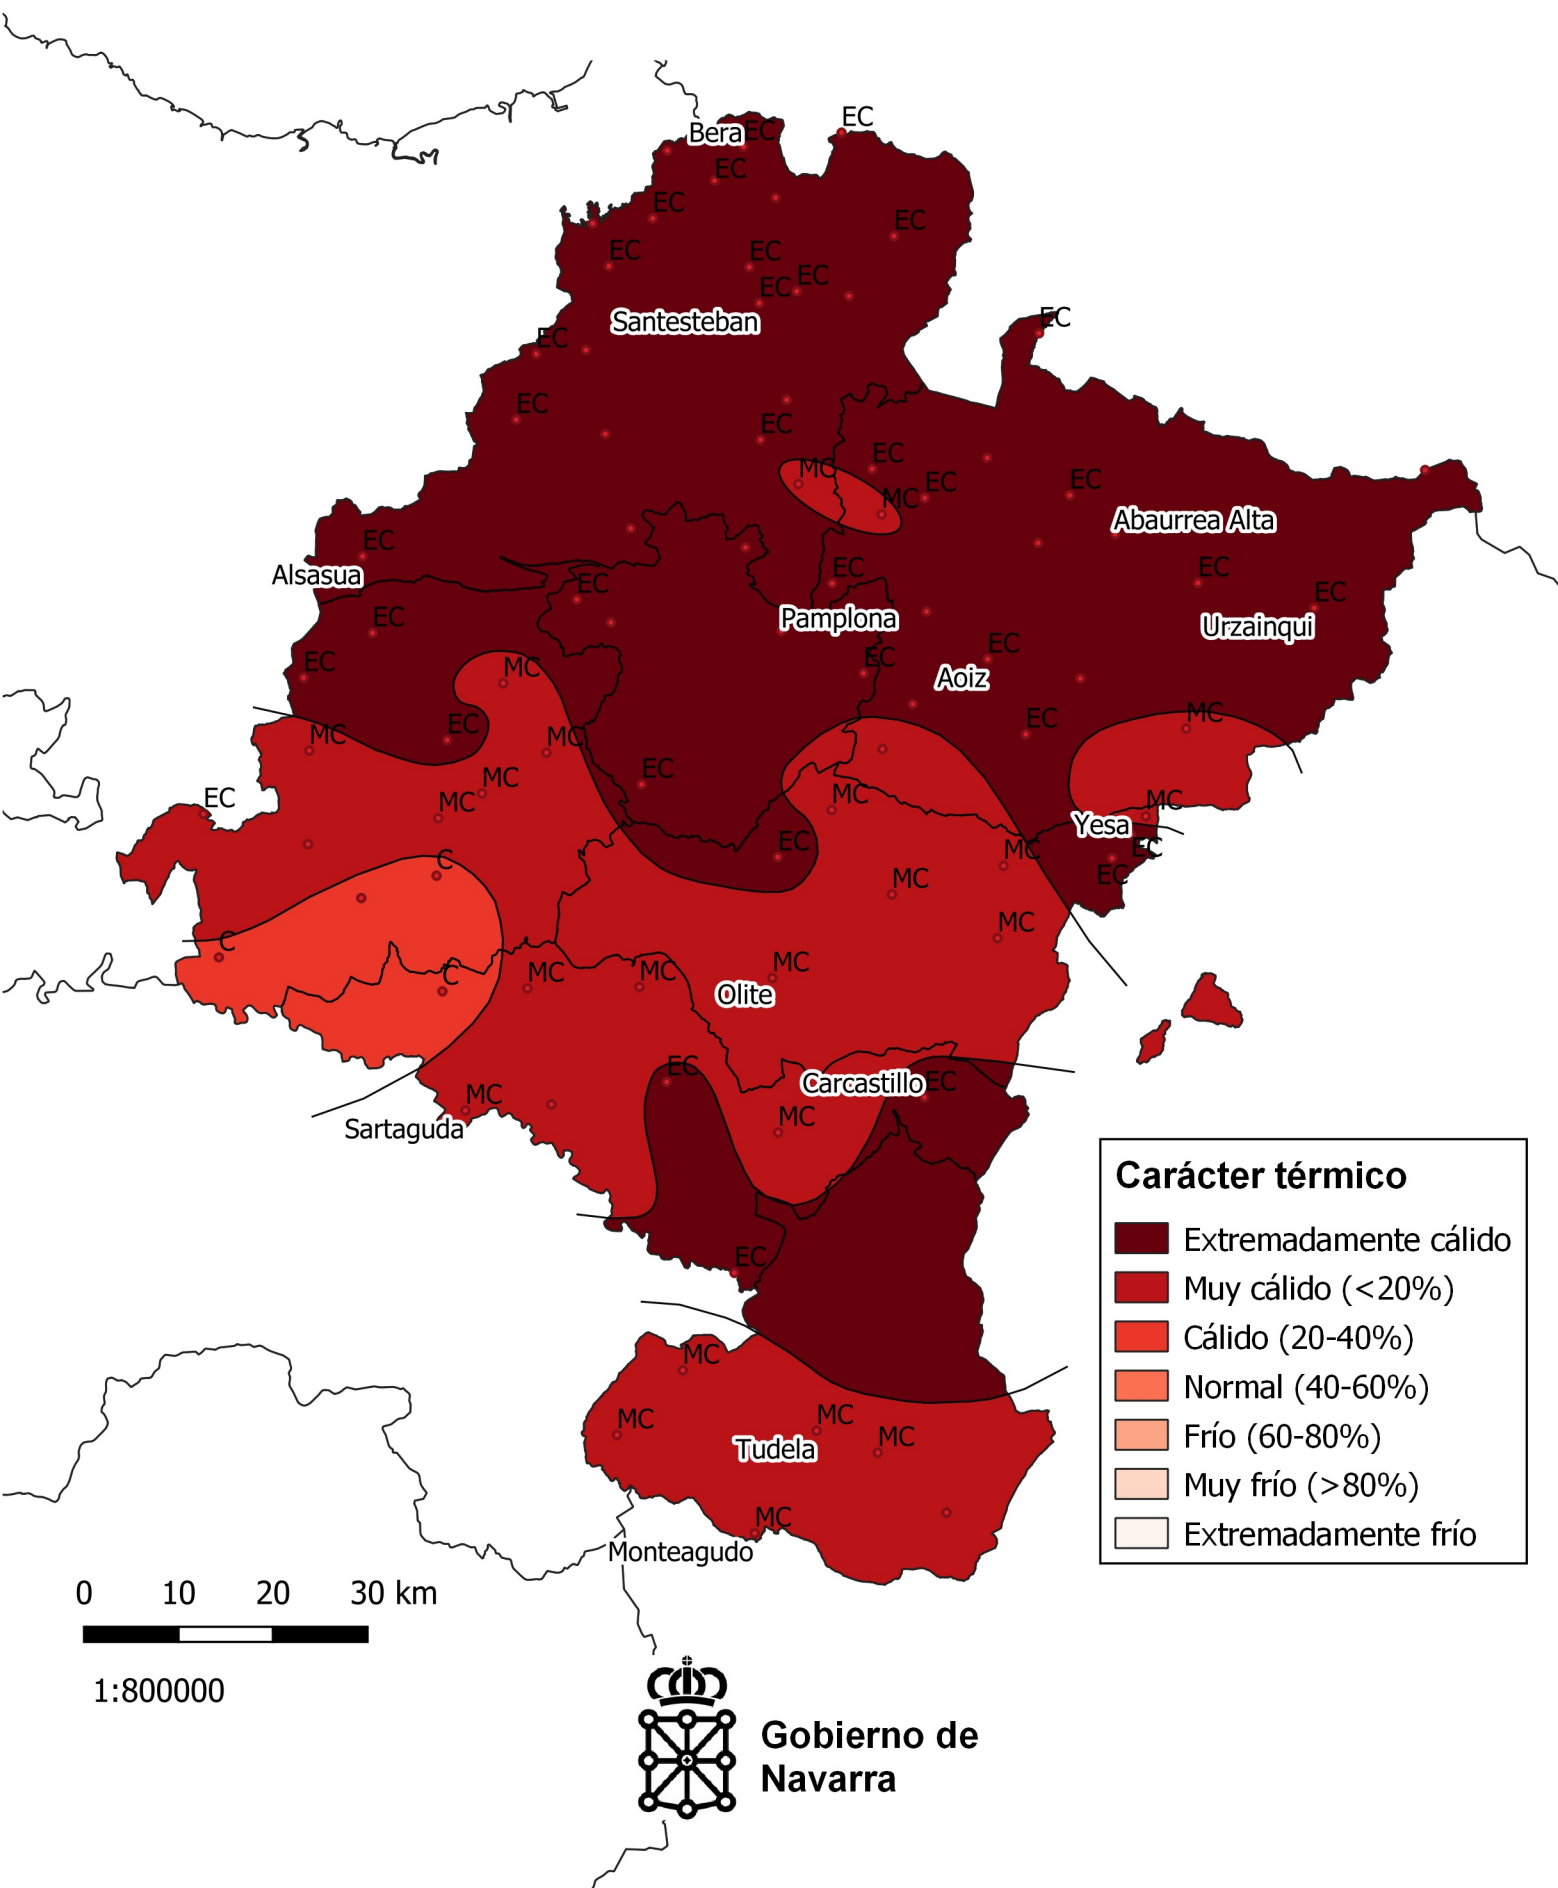 EC
Bera
EC
EC
EC
EC
EC
EC
EC
EC
Santesteban
EC
EC
EC
EC
EC
MC
EC
MC
EC
EC
Abaurrea Alta
EC
Alsasua
EC
EC
EC
EC
Pamplona
EC
Urzainqui
EC
EC
MC
EC
Aoiz
EC
MC
EC
MC
MC
EC
MC
EC
MC
EC
MC
MC
Yesa
EC
MC
EC
EC
C
MC
MC
C
MC
C
MC
MC
Olite
EC
Carcastillo
EC
MC
MC
Sartaguda
EC
MC
MC
MC
Tudela
MC
MC
Monteagudo
Carácter térmico
Extremadamente cálido
Muy cálido (<20%)
Cálido (20-40%)
Normal (40-60%)
Frío (60-80%)
Muy frío (>80%)
Extremadamente frío
0 10 20 30 km
1:800000
Gobierno de
Navarra